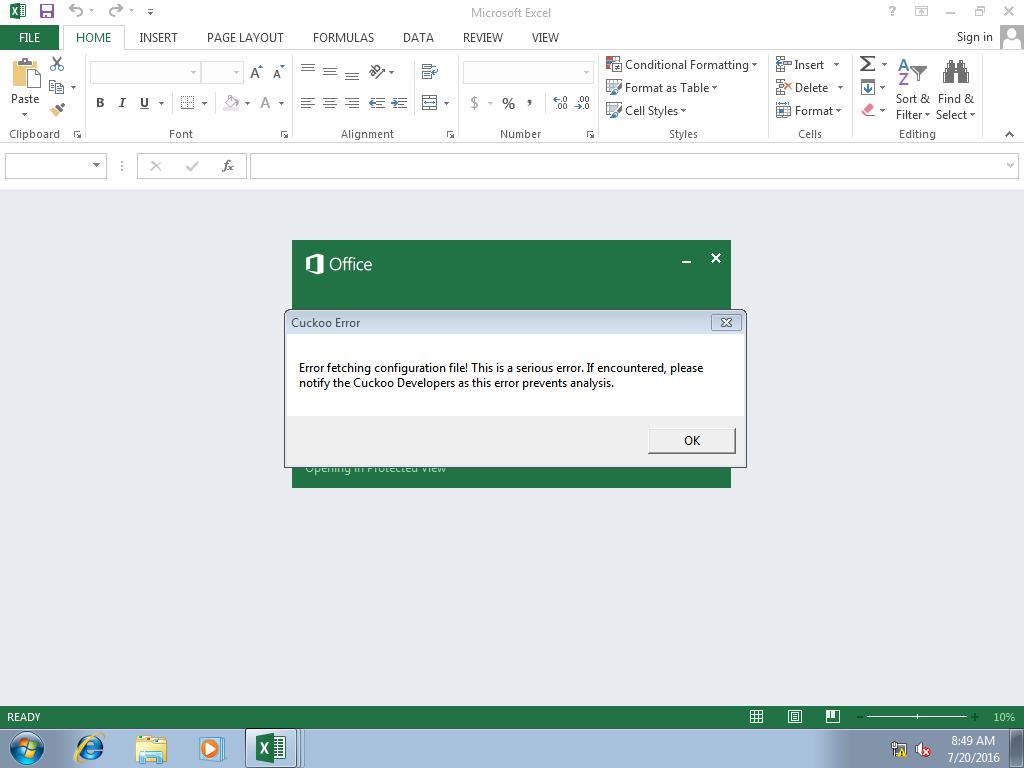 Microsoft Excel
FILE
HOME
INSERT
PAGE LAYOUT
FORMULAS
DATA
REVIEW
VIEW
Sign in
Paste
Clipboard
B I U
A
A
A
Font
Alignment
$ % ,
Number
Conditional Formatting
Format as Table
Cell Styles
Styles
Insert
Delete
Format
Cells
Sort &
Filter
Find &
Select
Editing
fx
Office
Cuckoo Error
Error fetching configuration file! This is a serious error. If encountered, please
notify the Cuckoo Developers as this error prevents analysis.
OK
Opening in Protected View
READY
10%
8:49 AM
7/20/2016